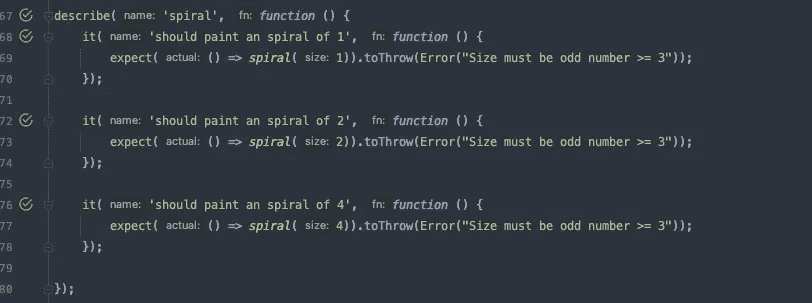 67 describe( name: 'spiral', fn: function () {
68 it( name: 'should paint an spiral of 1', fn: function () {
69 expect( actual: () => spiral( size: 1)).toThrow(Error("Size must be odd number >= 3"));
70 });
71
72 it( name: 'should paint an spiral of 2', fn: function () {
73 expect( actual: () => spiral( size: 2)).toThrow(Error("Size must be odd number >= 3"));
74 });
75
76 it( name: 'should paint an spiral of 4', fn: function () {
77 expect( actual: () => spiral( size: 4)).toThrow(Error("Size must be odd number >= 3"));
78 });
79
80 });